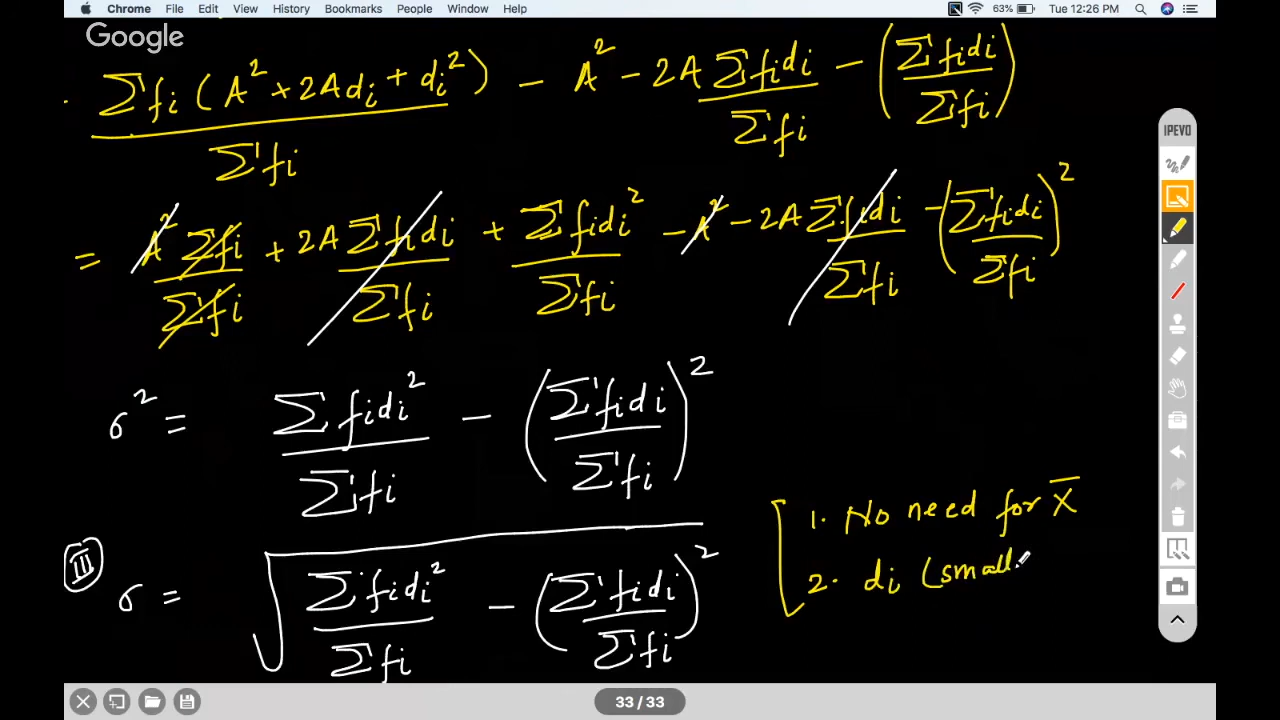 Chrome File Edit View History Bookmarks People Window Help 63% Tue 12:26 PM
Google
Σfi (A² + 2Adi + di²) / Σfi − A² − 2A Σfidi / Σfi − (Σfidi / Σfi)
= A² Σfi / Σfi + 2A Σfidi / Σfi + Σfidi² / Σfi − A² − 2A Σfidi / Σfi − (Σfidi / Σfi)²
σ² = Σfidi² / Σfi − (Σfidi / Σfi)²
III σ = √(Σfidi² / Σfi − (Σfidi / Σfi)²)
1. No need for X̅
2. di (small.
IPEVO
33 / 33